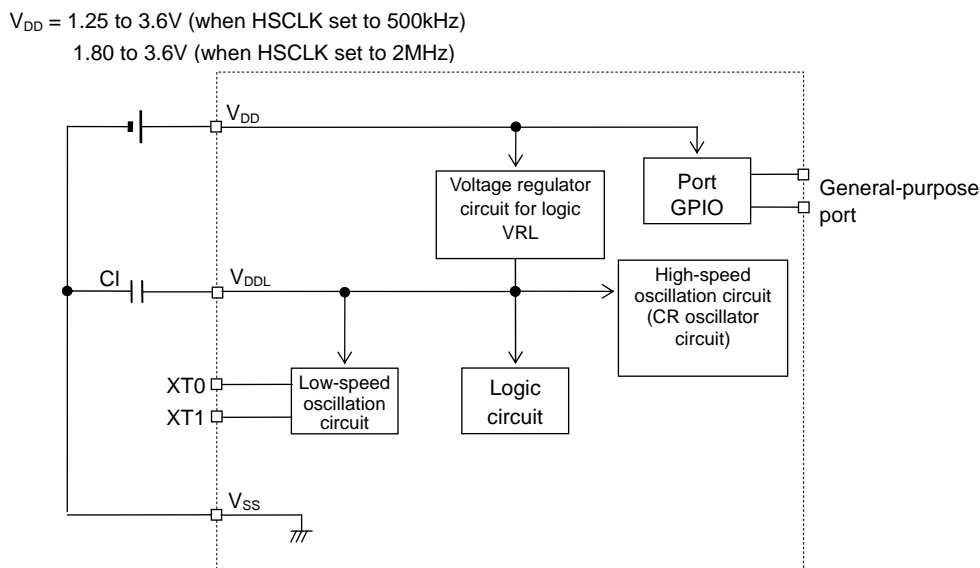 VDD = 1.25 to 3.6V (when HSCLK set to 500kHz)
1.80 to 3.6V (when HSCLK set to 2MHz)
VDD
Voltage regulator
circuit for logic
VRL
Port
GPIO
General-purpose
port
Cl
VDDL
High-speed
oscillation circuit
(CR oscillator
circuit)
XT0
XT1
Low-speed
oscillation
circuit
Logic
circuit
VSS